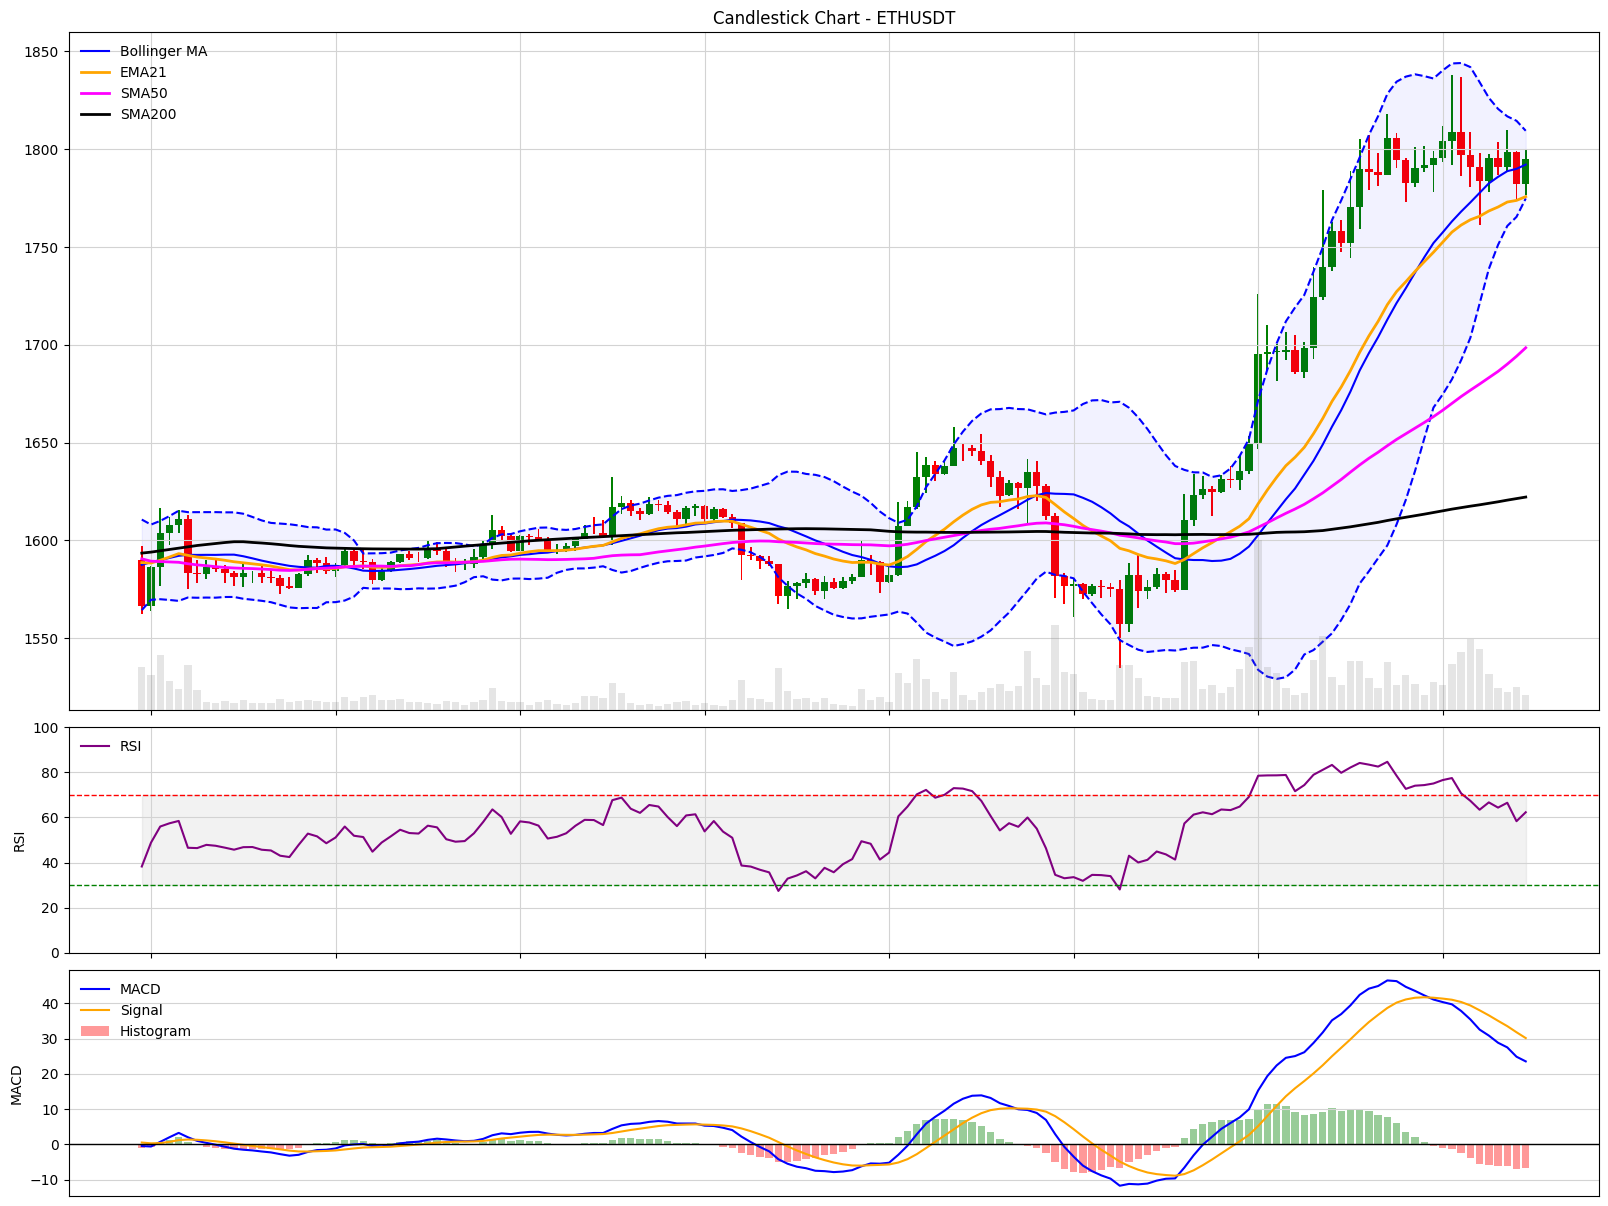 Candlestick Chart - ETHUSDT
Bollinger MA
EMA21
SMA50
SMA200
1850
1800
1750
1700
1650
1600
1550
RSI
100
80
60
40
20
0
RSI
MACD
Signal
Histogram
40
30
20
10
0
−10
MACD